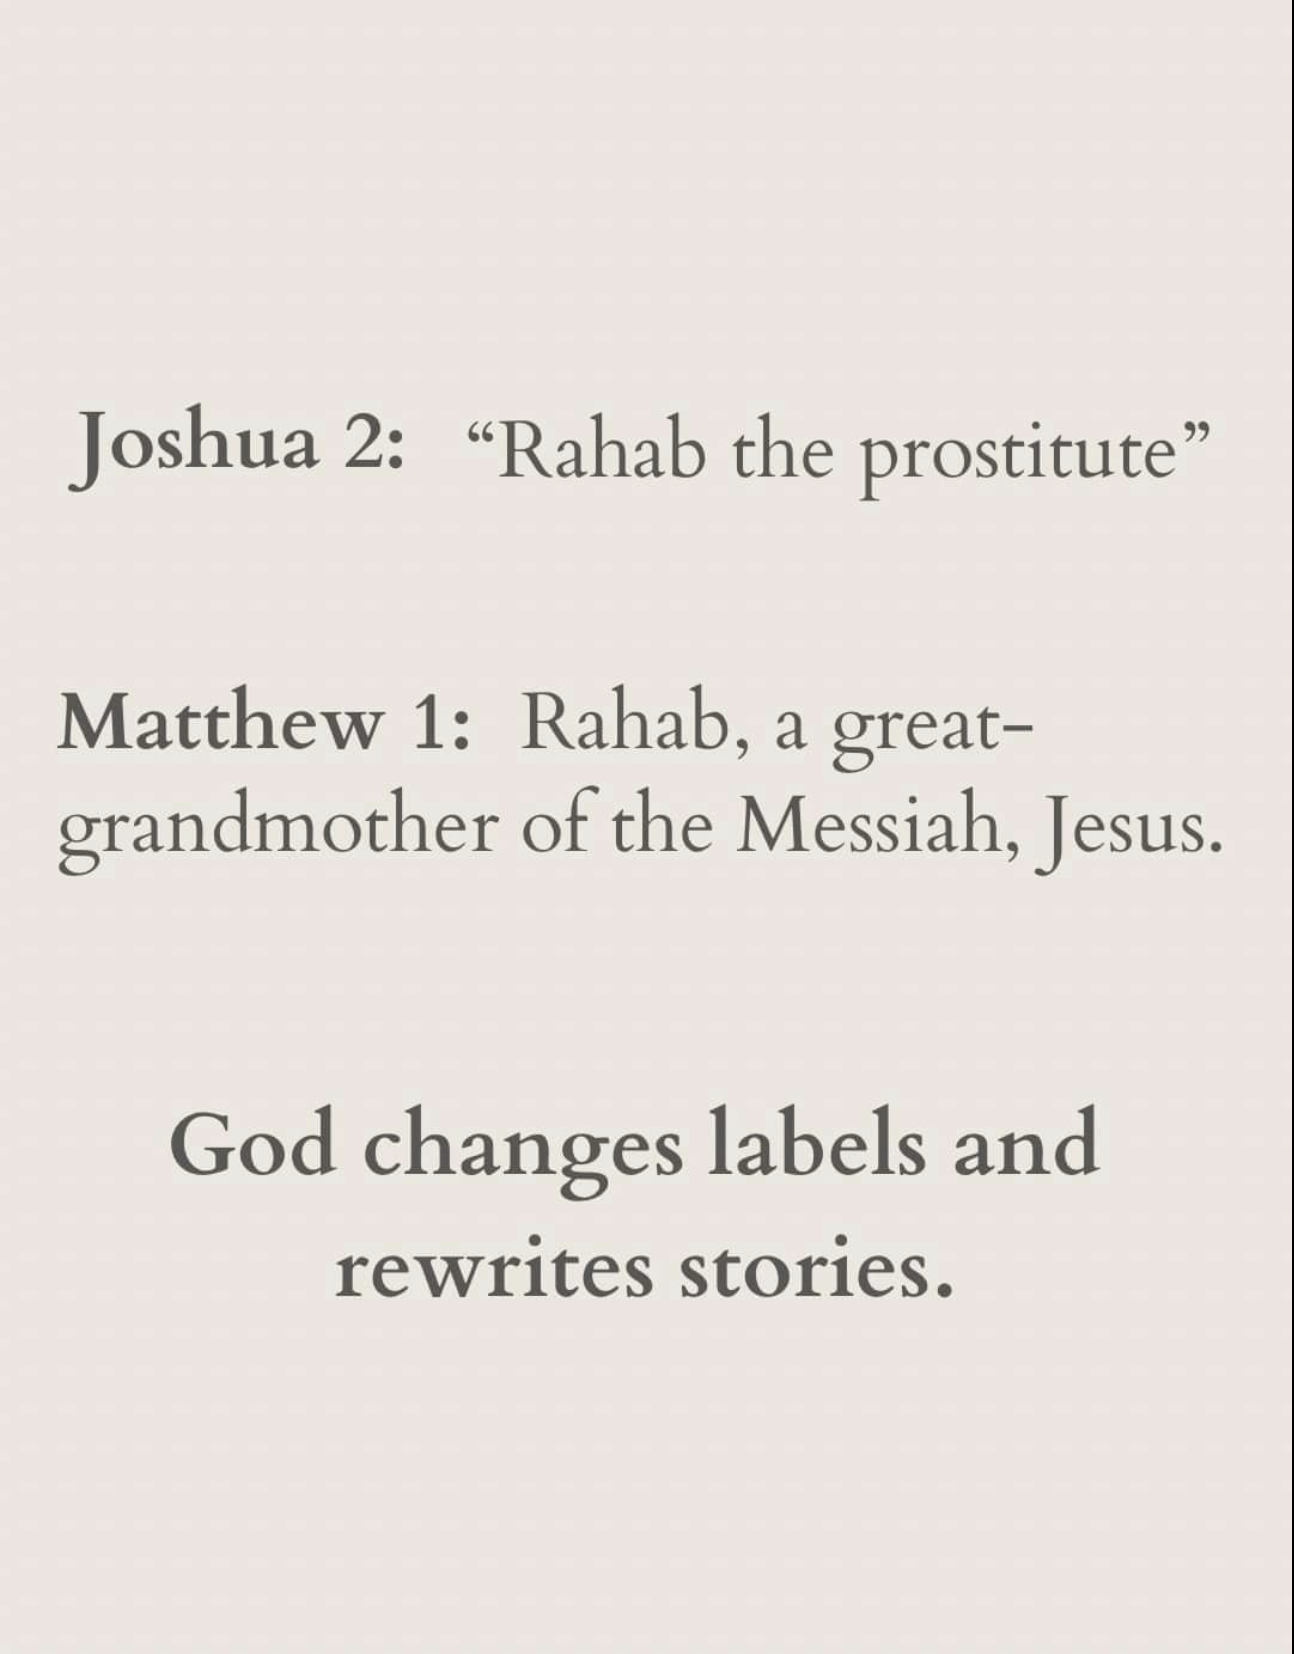 Joshua 2: “Rahab the prostitute”
Matthew 1: Rahab, a great-
grandmother of the Messiah, Jesus.
God changes labels and
rewrites stories.